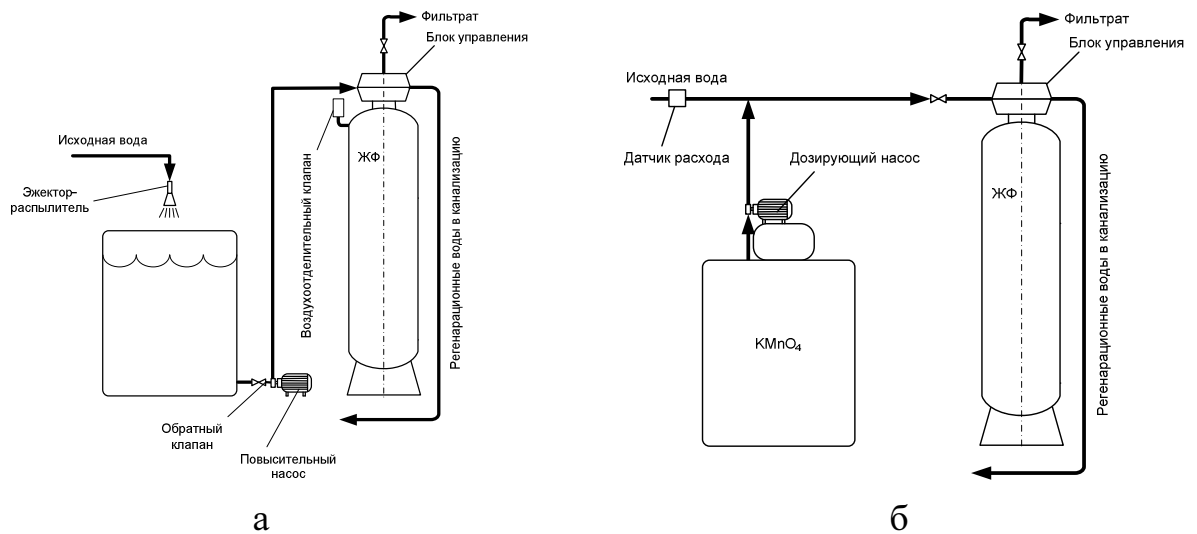 Фильтрат
Блок управления
Исходная вода
Эжектор-
распылитель
Воздухоотделительный клапан
ЖФ
Регенарационные воды в канализацию
Обратный
клапан
Повысительный
насос
а
Фильтрат
Блок управления
Исходная вода
Датчик расхода
Дозирующий насос
ЖФ
KMnO₄
Регенарационные воды в канализацию
б